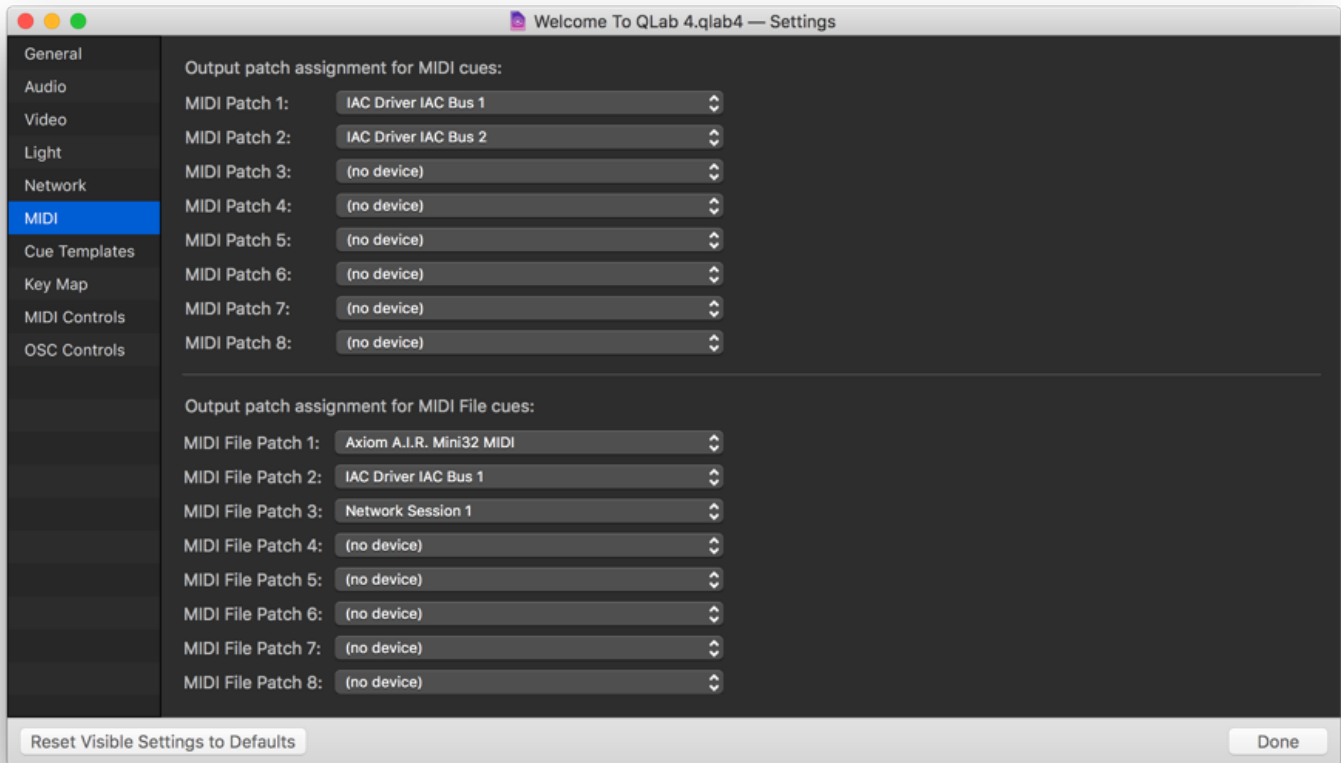 Welcome To QLab 4.qlab4 — Settings
General
Audio
Video
Light
Network
MIDI
Cue Templates
Key Map
MIDI Controls
OSC Controls
Output patch assignment for MIDI cues:
MIDI Patch 1: IAC Driver IAC Bus 1
MIDI Patch 2: IAC Driver IAC Bus 2
MIDI Patch 3: (no device)
MIDI Patch 4: (no device)
MIDI Patch 5: (no device)
MIDI Patch 6: (no device)
MIDI Patch 7: (no device)
MIDI Patch 8: (no device)
Output patch assignment for MIDI File cues:
MIDI File Patch 1: Axiom A.I.R. Mini32 MIDI
MIDI File Patch 2: IAC Driver IAC Bus 1
MIDI File Patch 3: Network Session 1
MIDI File Patch 4: (no device)
MIDI File Patch 5: (no device)
MIDI File Patch 6: (no device)
MIDI File Patch 7: (no device)
MIDI File Patch 8: (no device)
Reset Visible Settings to Defaults
Done